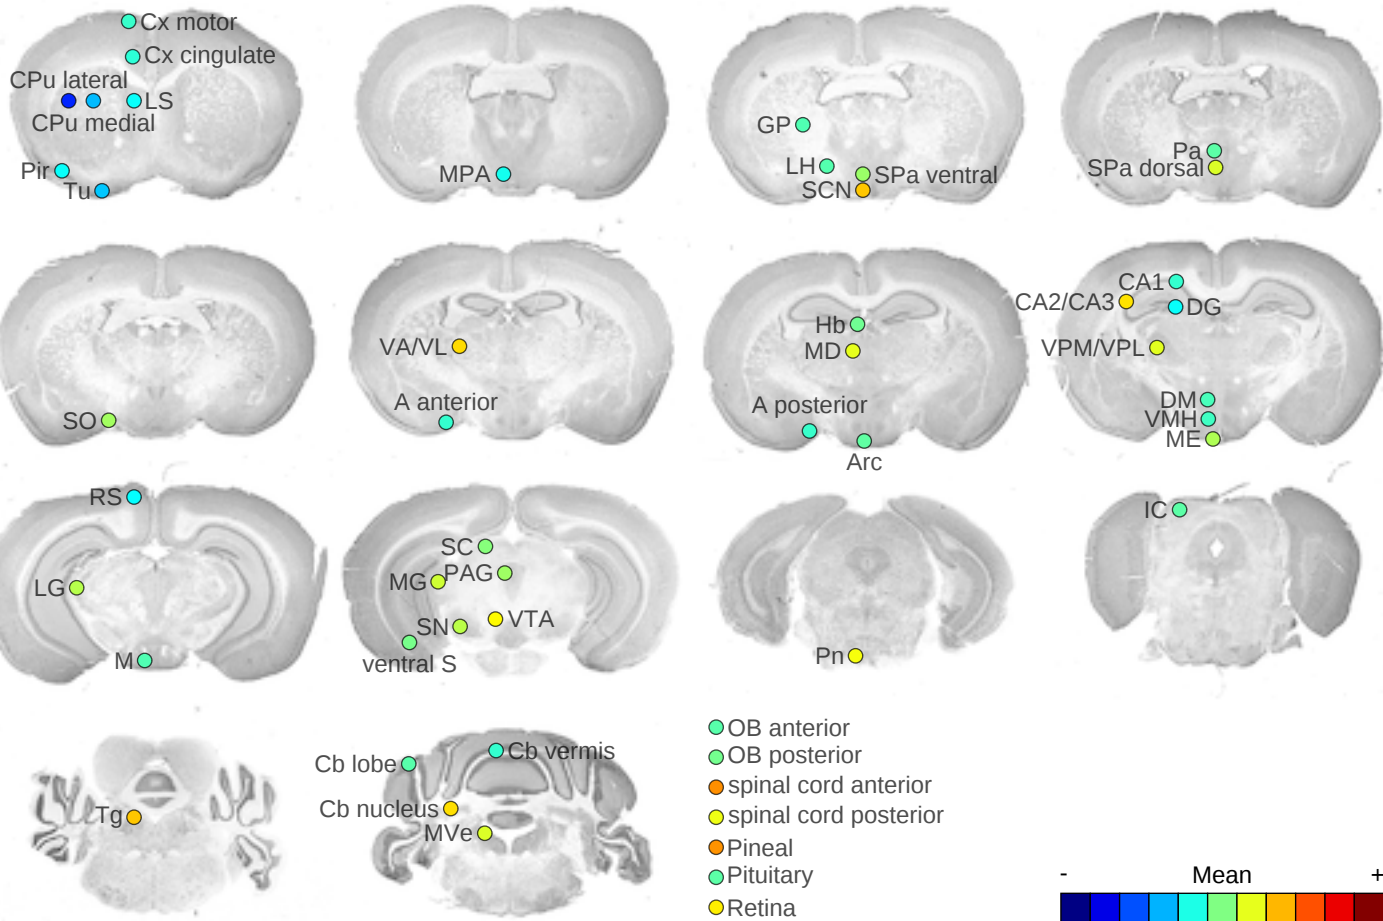 Cx motor
Cx cingulate
CPu lateral
LS
CPu medial
Pir
Tu
MPA
GP
LH
SPa ventral
SCN
Pa
SPa dorsal
SO
VA/VL
A anterior
Hb
MD
A posterior
Arc
CA1
CA2/CA3
DG
VPM/VPL
DM
VMH
ME
RS
LG
M
SC
MG
PAG
SN
VTA
ventral S
Pn
IC
Tg
Cb lobe
Cb vermis
Cb nucleus
MVe
OB anterior
OB posterior
spinal cord anterior
spinal cord posterior
Pineal
Pituitary
Retina
- Mean +